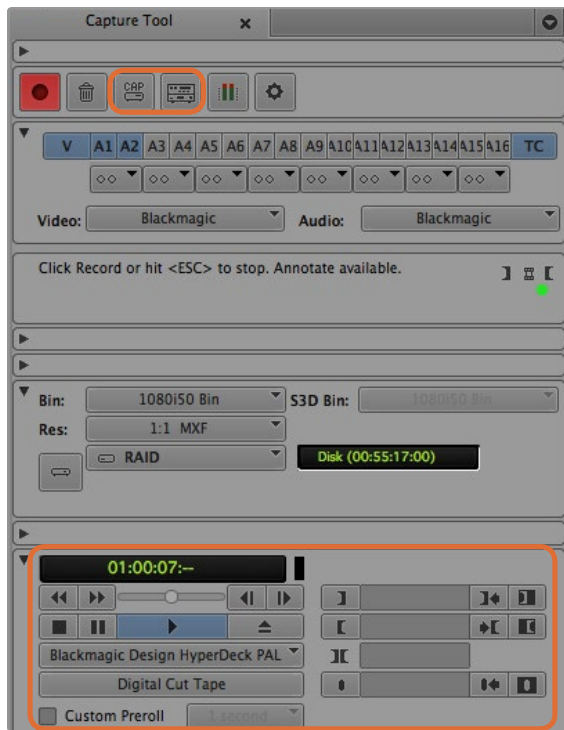 Capture Tool x
CAP
V A1 A2 A3 A4 A5 A6 A7 A8 A9 A10 A11 A12 A13 A14 A15 A16 TC
Video: Blackmagic Audio: Blackmagic
Click Record or hit <ESC> to stop. Annotate available.
Bin: 1080i50 Bin S3D Bin: 1080i50 Bin
Res: 1:1 MXF
RAID Disk (00:55:17:00)
01:00:07:--
Blackmagic Design HyperDeck PAL
Digital Cut Tape
Custom Preroll 1 second